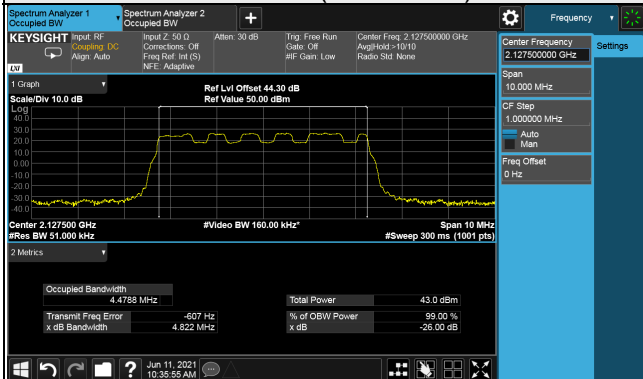 Spectrum Analyzer 1
Occupied BW
Spectrum Analyzer 2
Occupied BW
+
Frequency
KEYSIGHT
Input: RF
Coupling: DC
Align: Auto
Input Z: 50 Ω
Corrections: Off
Freq Ref: Int (S)
NFE: Adaptive
Atten: 30 dB
Trig: Free Run
Gate: Off
#IF Gain: Low
Center Freq: 2.127500000 GHz
Avg|Hold:>10/10
Radio Std: None
LXI
Center Frequency
2.127500000 GHz
Settings
Span
10.000 MHz
CF Step
1.000000 MHz
Auto
Man
Freq Offset
0 Hz
1 Graph
Scale/Div 10.0 dB
Ref Lvl Offset 44.30 dB
Ref Value 50.00 dBm
Log
40.0
30.0
20.0
10.0
0.00
-10.0
-20.0
-30.0
-40.0
Center 2.127500 GHz
#Res BW 51.000 kHz
#Video BW 160.00 kHz*
Span 10 MHz
#Sweep 300 ms (1001 pts)
2 Metrics
Occupied Bandwidth
4.4788 MHz
Total Power 43.0 dBm
Transmit Freq Error -607 Hz
% of OBW Power 99.00 %
x dB Bandwidth 4.822 MHz
x dB -26.00 dB
?
Jun 11, 2021
10:35:55 AM